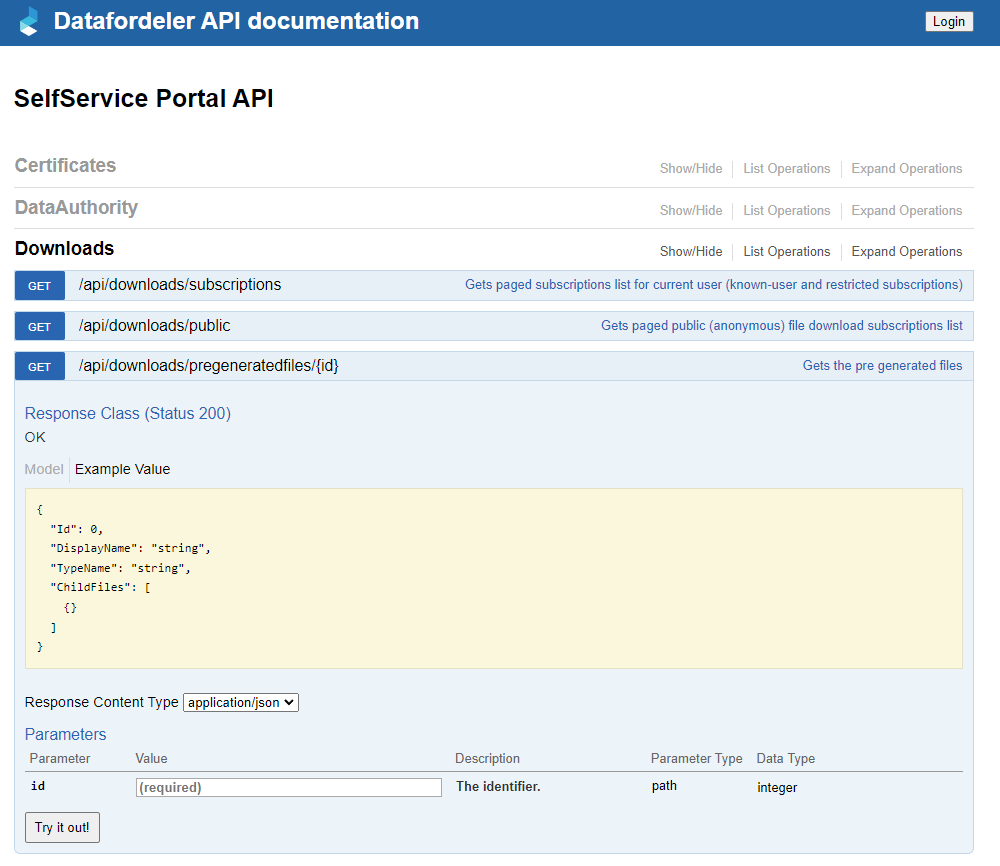 Datafordeler API documentation Login
SelfService Portal API
Certificates Show/Hide List Operations Expand Operations
DataAuthority Show/Hide List Operations Expand Operations
Downloads Show/Hide List Operations Expand Operations
GET /api/downloads/subscriptions Gets paged subscriptions list for current user (known-user and restricted subscriptions)
GET /api/downloads/public Gets paged public (anonymous) file download subscriptions list
GET /api/downloads/pregeneratedfiles/{id} Gets the pre generated files
Response Class (Status 200)
OK
Model Example Value
{
  "Id": 0,
  "DisplayName": "string",
  "TypeName": "string",
  "ChildFiles": [
    {}
  ]
}
Response Content Type application/json
Parameters
Parameter Value Description Parameter Type Data Type
id (required) The identifier. path integer
Try it out!